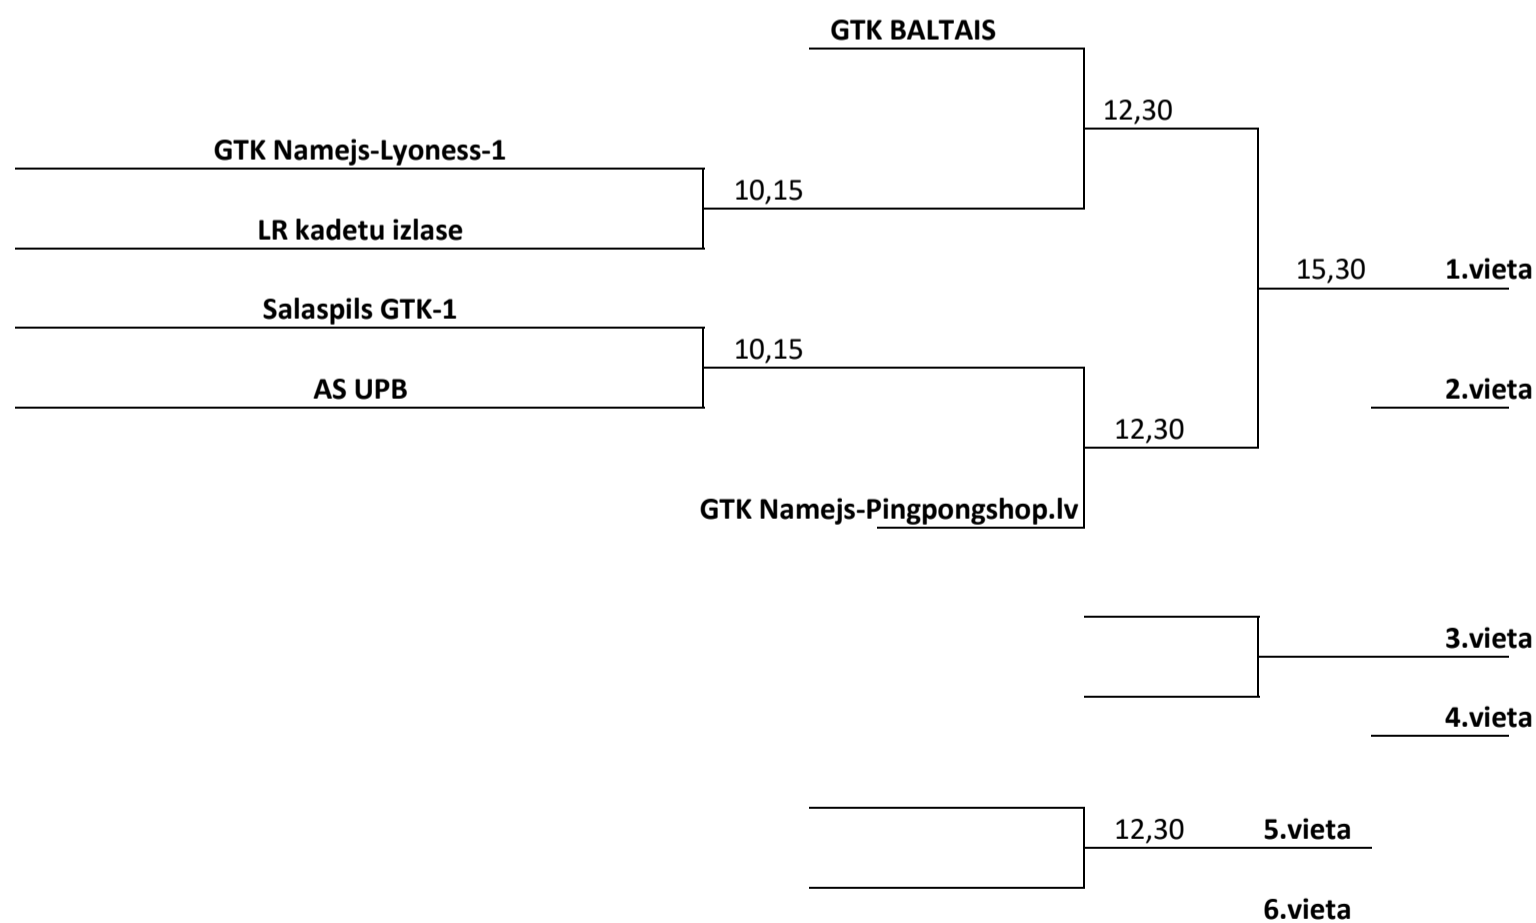 GTK BALTAIS
12,30
GTK Namejs-Lyoness-1
10,15
LR kadetu izlase
15,30 1.vieta
Salaspils GTK-1
10,15
AS UPB
2.vieta
12,30
GTK Namejs-Pingpongshop.lv
3.vieta
4.vieta
12,30 5.vieta
6.vieta